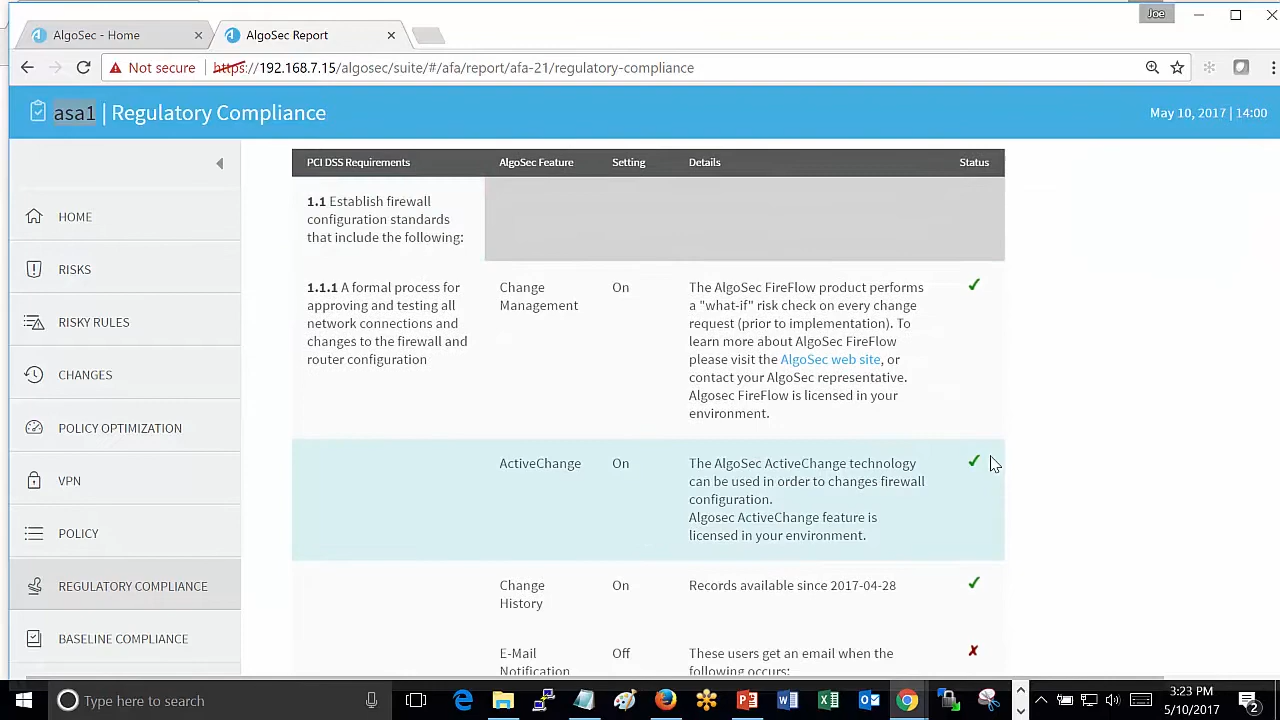 Joe
AlgoSec - Home
AlgoSec Report
Not secure
https://192.168.7.15/algosec/suite/#/afa/report/afa-21/regulatory-compliance
asa1 | Regulatory Compliance
May 10, 2017 | 14:00
HOME
RISKS
RISKY RULES
CHANGES
POLICY OPTIMIZATION
VPN
POLICY
REGULATORY COMPLIANCE
BASELINE COMPLIANCE
PCI DSS Requirements
AlgoSec Feature
Setting
Details
Status
1.1 Establish firewall
configuration standards
that include the following:
1.1.1 A formal process for
approving and testing all
network connections and
changes to the firewall and
router configuration
Change
Management
On
The AlgoSec FireFlow product performs
a "what-if" risk check on every change
request (prior to implementation). To
learn more about AlgoSec FireFlow
please visit the AlgoSec web site, or
contact your AlgoSec representative.
Algosec FireFlow is licensed in your
environment.
✓
ActiveChange
On
The AlgoSec ActiveChange technology
can be used in order to changes firewall
configuration.
Algosec ActiveChange feature is
licensed in your environment.
✓
Change
History
On
Records available since 2017-04-28
✓
E-Mail
Notification
Off
These users get an email when the
following occurs:
✗
Type here to search
3:23 PM
5/10/2017
2